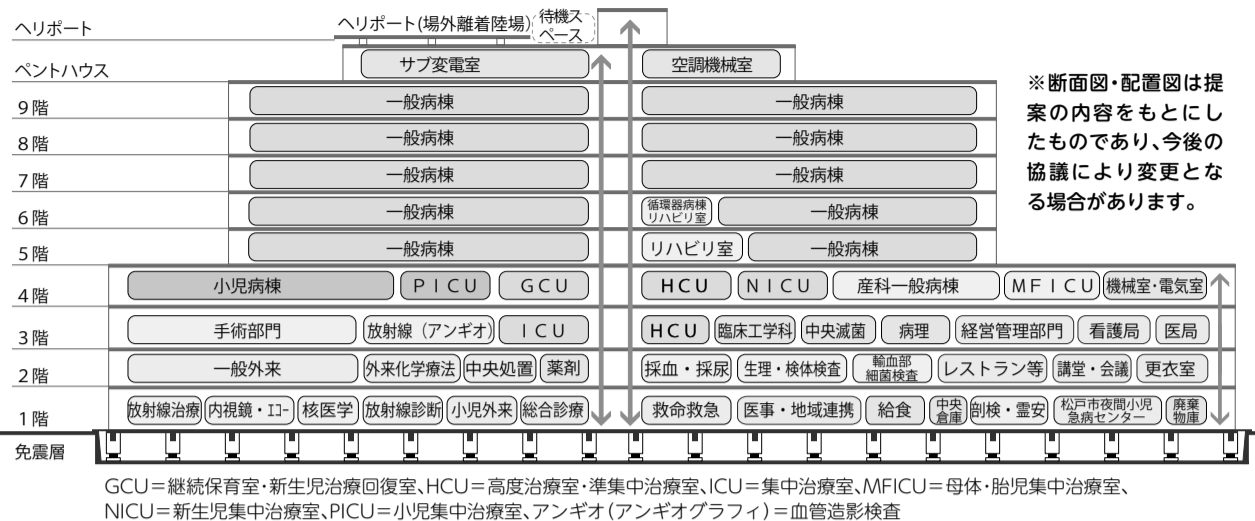 ヘリポート
ヘリポート(場外離着陸場)
待機ス
ペース
ペントハウス
サブ変電室
空調機械室
※断面図・配置図は提
案の内容をもとにし
たものであり、今後の
協議により変更とな
る場合があります。
9階
一般病棟
一般病棟
8階
一般病棟
一般病棟
7階
一般病棟
一般病棟
6階
一般病棟
循環器病棟
リハビリ室
一般病棟
5階
一般病棟
リハビリ室
一般病棟
4階
小児病棟
PICU
GCU
HCU
NICU
産科一般病棟
MFICU
機械室・電気室
3階
手術部門
放射線（アンギオ）
ICU
HCU
臨床工学科
中央滅菌
病理
経営管理部門
看護局
医局
2階
一般外来
外来化学療法
中央処置
薬剤
採血・採尿
生理・検体検査
輸血部
細菌検査
レストラン等
講堂・会議
更衣室
1階
放射線治療
内視鏡・エコー
核医学
放射線診断
小児外来
総合診療
救命救急
医事・地域連携
給食
中央
倉庫
剖検・霊安
松戸市夜間小児
急病センター
廃棄
物庫
免震層
GCU＝継続保育室・新生児治療回復室、HCU＝高度治療室・準集中治療室、ICU＝集中治療室、MFICU＝母体・胎児集中治療室、
NICU＝新生児集中治療室、PICU＝小児集中治療室、アンギオ(アンギオグラフィ)＝血管造影検査